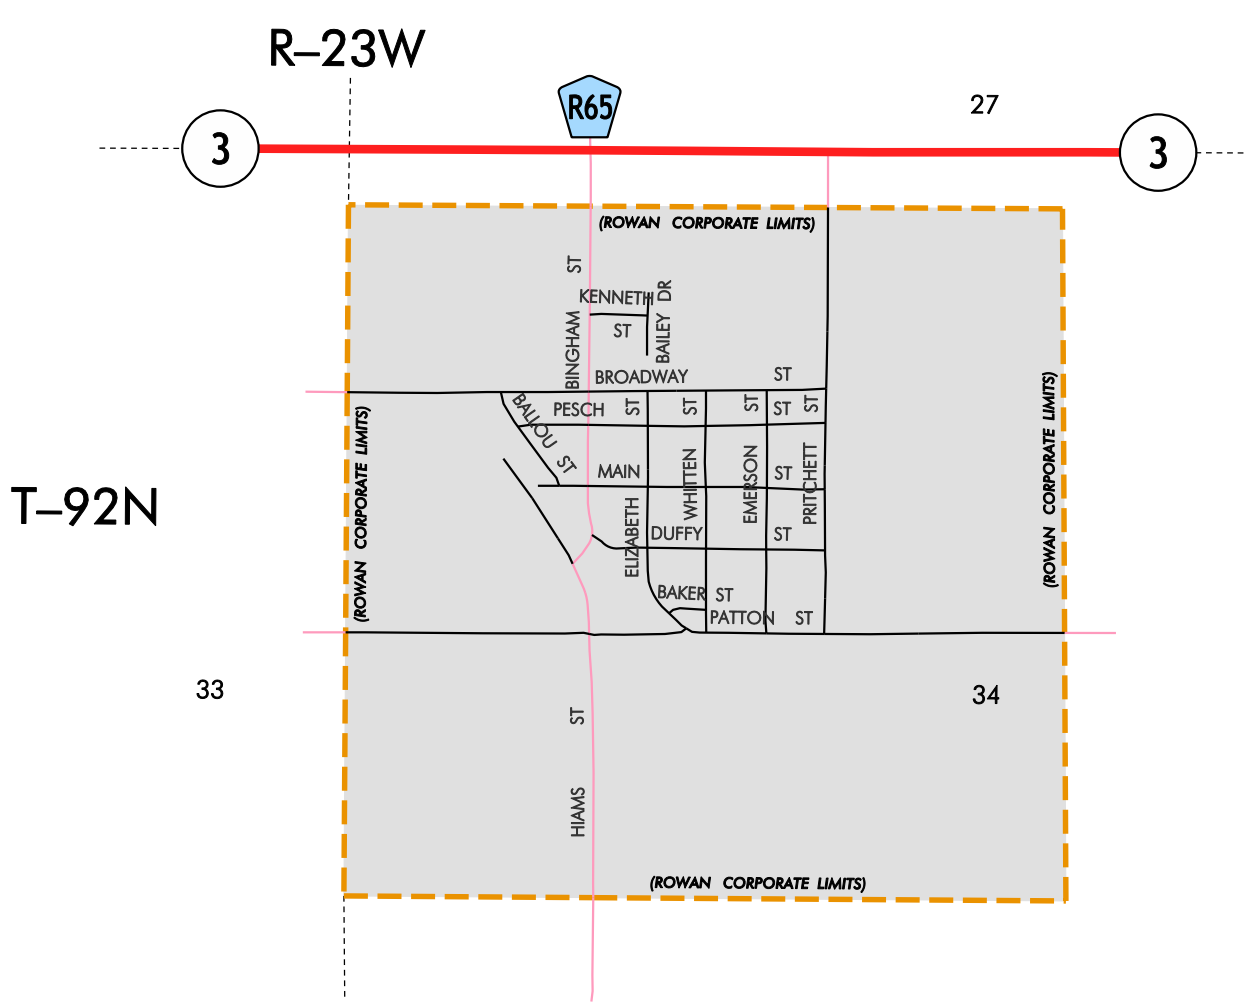 R–23W
R65
27
3
3
(ROWAN CORPORATE LIMITS)
BINGHAM ST
KENNETH ST
BAILEY DR
BROADWAY ST
BALLOU ST
PESCH ST
ELIZABETH ST
WHITTEN ST
EMERSON ST
PRITCHETT ST
MAIN ST
(ROWAN CORPORATE LIMITS)
(ROWAN CORPORATE LIMITS)
T–92N
DUFFY ST
BAKER ST
PATTON ST
33
34
HIAMS ST
(ROWAN CORPORATE LIMITS)